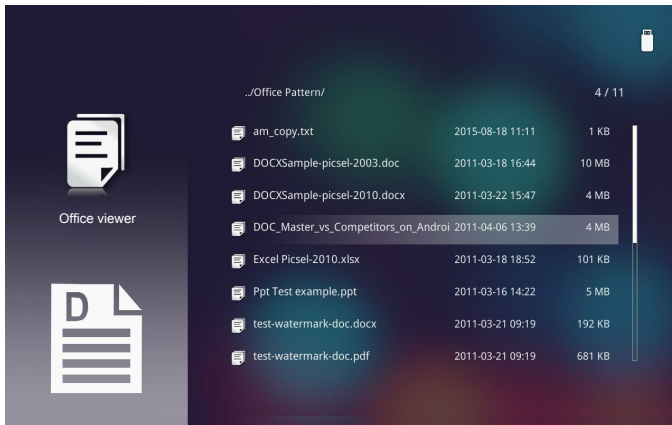 ../Office Pattern/ 4 / 11
am_copy.txt 2015-08-18 11:11 1 KB
DOCXSample-picsel-2003.doc 2011-03-18 16:44 10 MB
DOCXSample-picsel-2010.docx 2011-03-22 15:47 4 MB
Office viewer
DOC_Master_vs_Competitors_on_Androi 2011-04-06 13:39 4 MB
Excel Picsel-2010.xlsx 2011-03-18 18:52 101 KB
Ppt Test example.ppt 2011-03-16 14:22 5 MB
D
test-watermark-doc.docx 2011-03-21 09:19 192 KB
test-watermark-doc.pdf 2011-03-21 09:19 681 KB